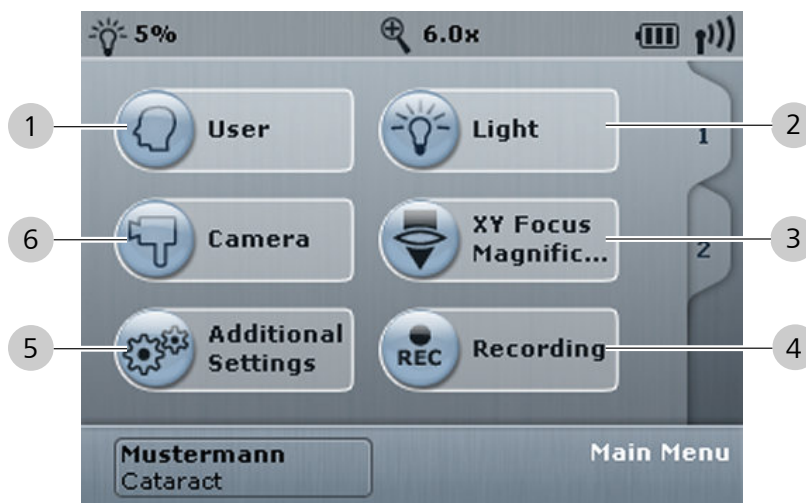 5%
6.0x
1
User
Light
1
2
6
Camera
XY Focus
Magnific...
2
3
5
Additional
Settings
REC
Recording
4
Mustermann
Cataract
Main Menu